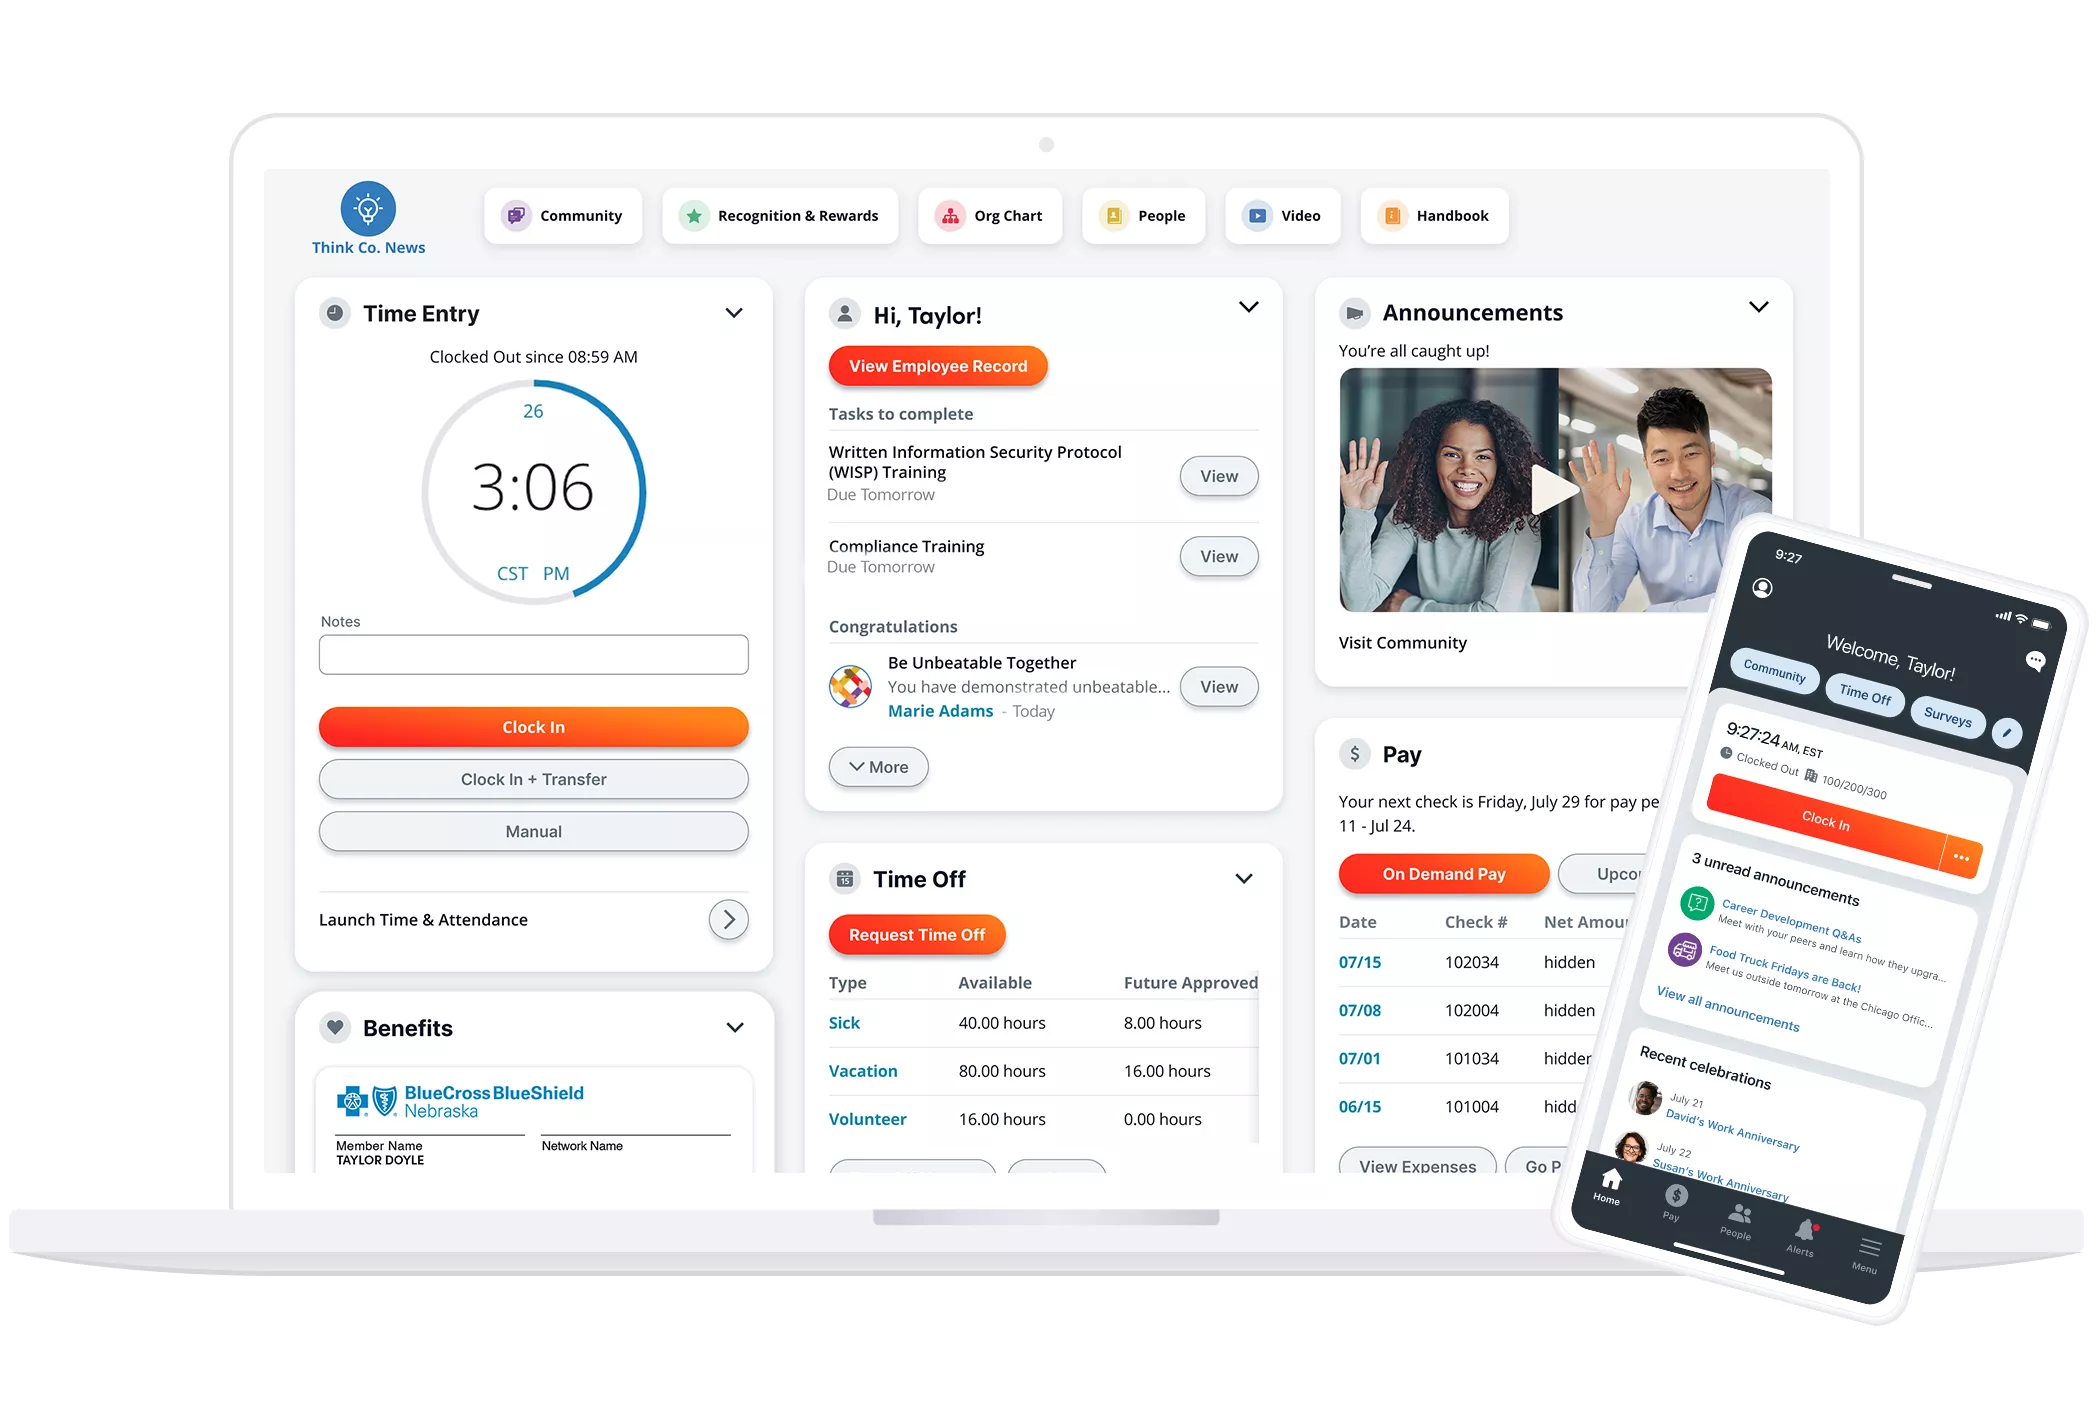 Think Co. News
Community
Recognition & Rewards
Org Chart
People
Video
Handbook
Time Entry
Clocked Out since 08:59 AM
26
3:06
CST PM
Notes
Clock In
Clock In + Transfer
Manual
Launch Time & Attendance
Benefits
BlueCross BlueShield
Nebraska
Member Name
TAYLOR DOYLE
Network Name
Hi, Taylor!
View Employee Record
Tasks to complete
Written Information Security Protocol
(WISP) Training
Due Tomorrow
View
Compliance Training
Due Tomorrow
View
Congratulations
Be Unbeatable Together
You have demonstrated unbeatable...
Marie Adams - Today
View
More
15
Time Off
Request Time Off
Type Available Future Approved
Sick 40.00 hours 8.00 hours
Vacation 80.00 hours 16.00 hours
Volunteer 16.00 hours 0.00 hours
Announcements
You're all caught up!
Visit Community
$ Pay
Your next check is Friday, July 29 for pay
11 - Jul 24.
On Demand Pay
Date Check # Net
07/15 102034 hidden
07/08 102004 hidden
07/01 101034
06/15 101004
View Expenses
Go
9:27
Welcome, Taylor!
Community
Time Off
Surveys
9:27:24 AM, EST
Clocked Out 100/200/300
Clock In
3 unread announcements
Career Development Q&As
Meet with your peers and learn how they upgra...
Food Truck Fridays are Back!
Meet us outside tomorrow at the Chicago Offic...
View all announcements
Recent celebrations
July 21
David's Work Anniversary
July 22
Susan's Work Anniversary
Home
$
Pay
People
Alerts
Menu